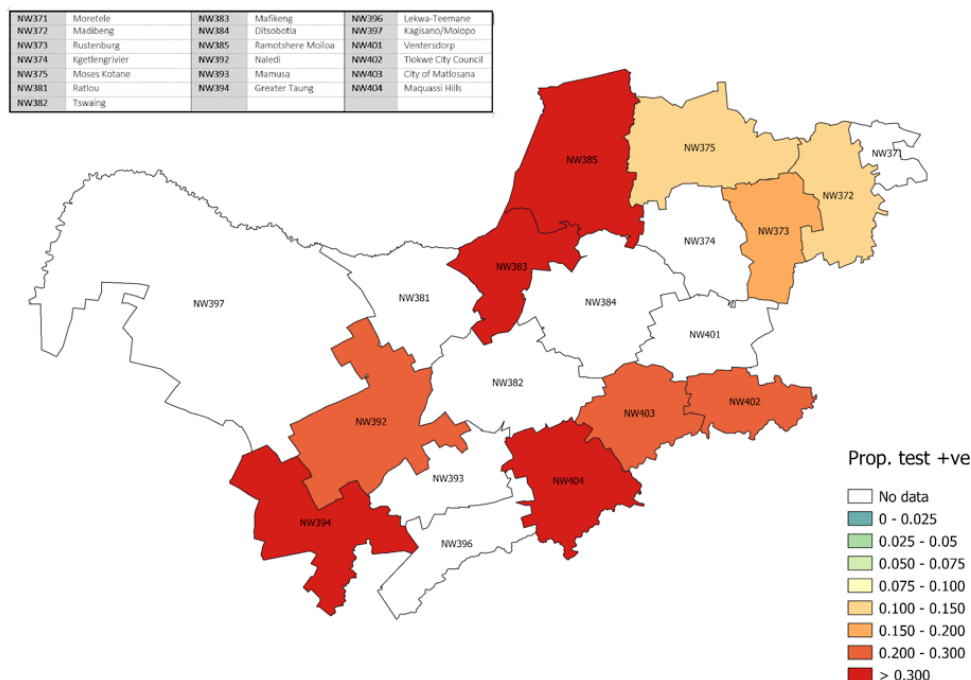 NW371 Moretele NW383 Mafikeng NW396 Lekwa-Teemane
NW372 Madibeng NW384 Ditsobotla NW397 Kagisano/Molopo
NW373 Rustenburg NW385 Ramotshere Moiloa NW401 Ventersdorp
NW374 Kgetlengrivier NW392 Naledi NW402 Tlokwe City Council
NW375 Moses Kotane NW393 Mamusa NW403 City of Matlosana
NW381 Ratlou NW394 Greater Taung NW404 Maquassi Hills
NW382 Tswaing
NW371
NW375
NW385
NW372
NW373
NW374
NW383
NW381
NW397
NW384
NW401
NW382
NW402
NW403
NW392
NW393
NW404
NW394
NW396
Prop. test +ve
No data
0 - 0.025
0.025 - 0.05
0.050 - 0.075
0.075 - 0.100
0.100 - 0.150
0.150 - 0.200
0.200 - 0.300
> 0.300